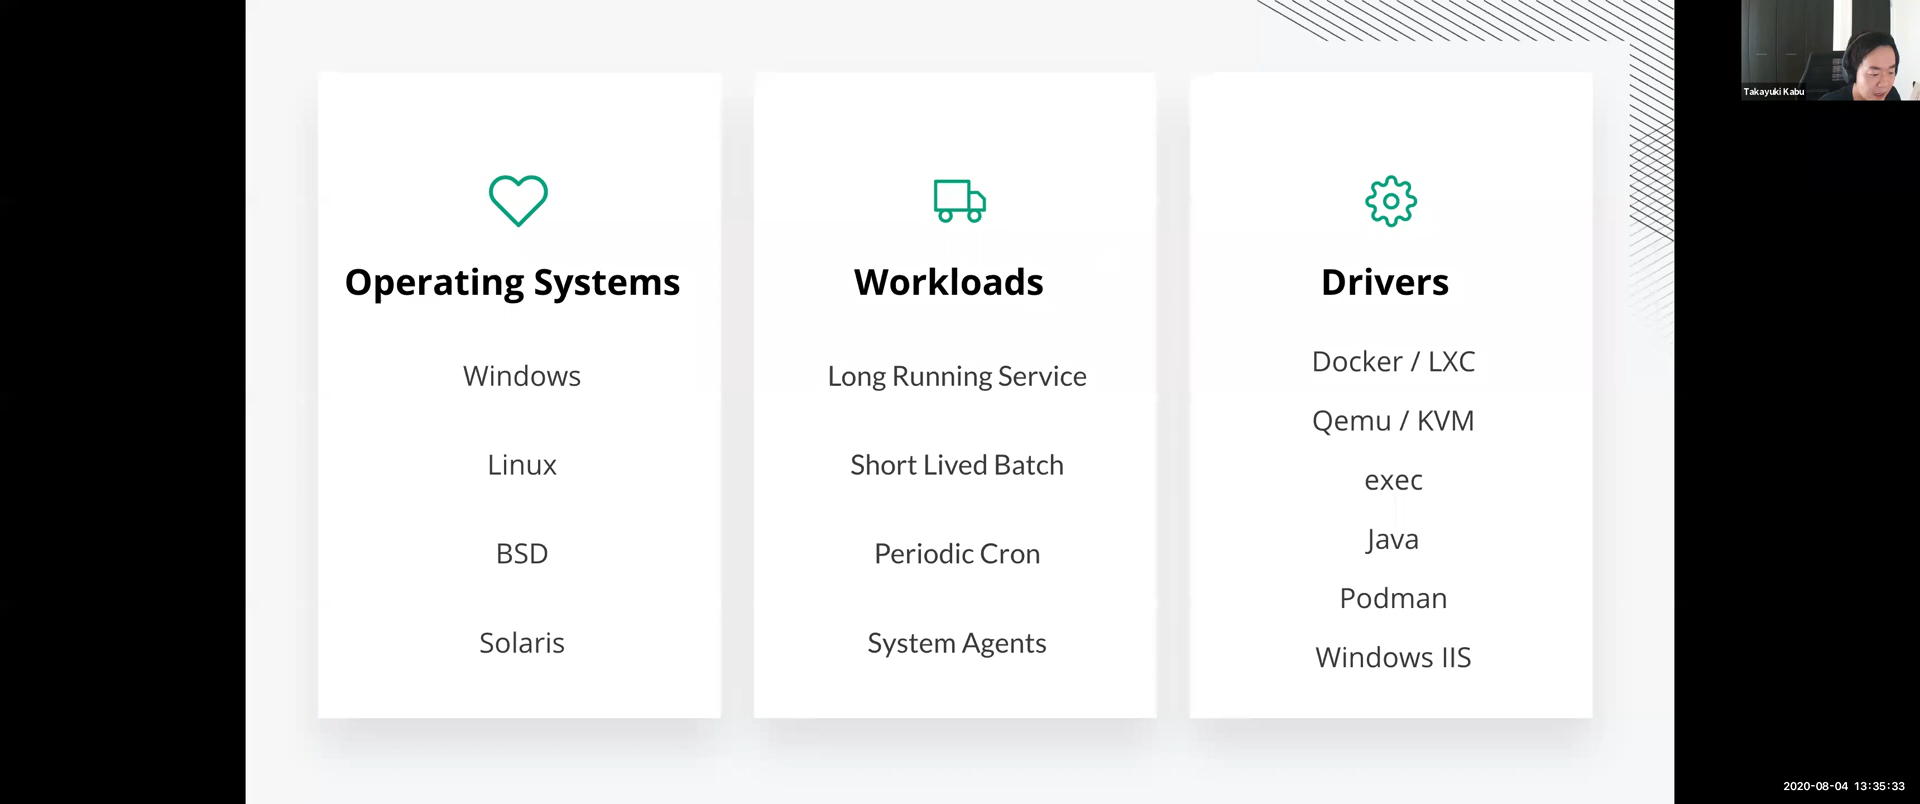 Operating Systems
Windows
Linux
BSD
Solaris
Workloads
Long Running Service
Short Lived Batch
Periodic Cron
System Agents
Drivers
Docker / LXC
Qemu / KVM
exec
Java
Podman
Windows IIS
Takayuki Kabu
2020-08-04 13:35:33